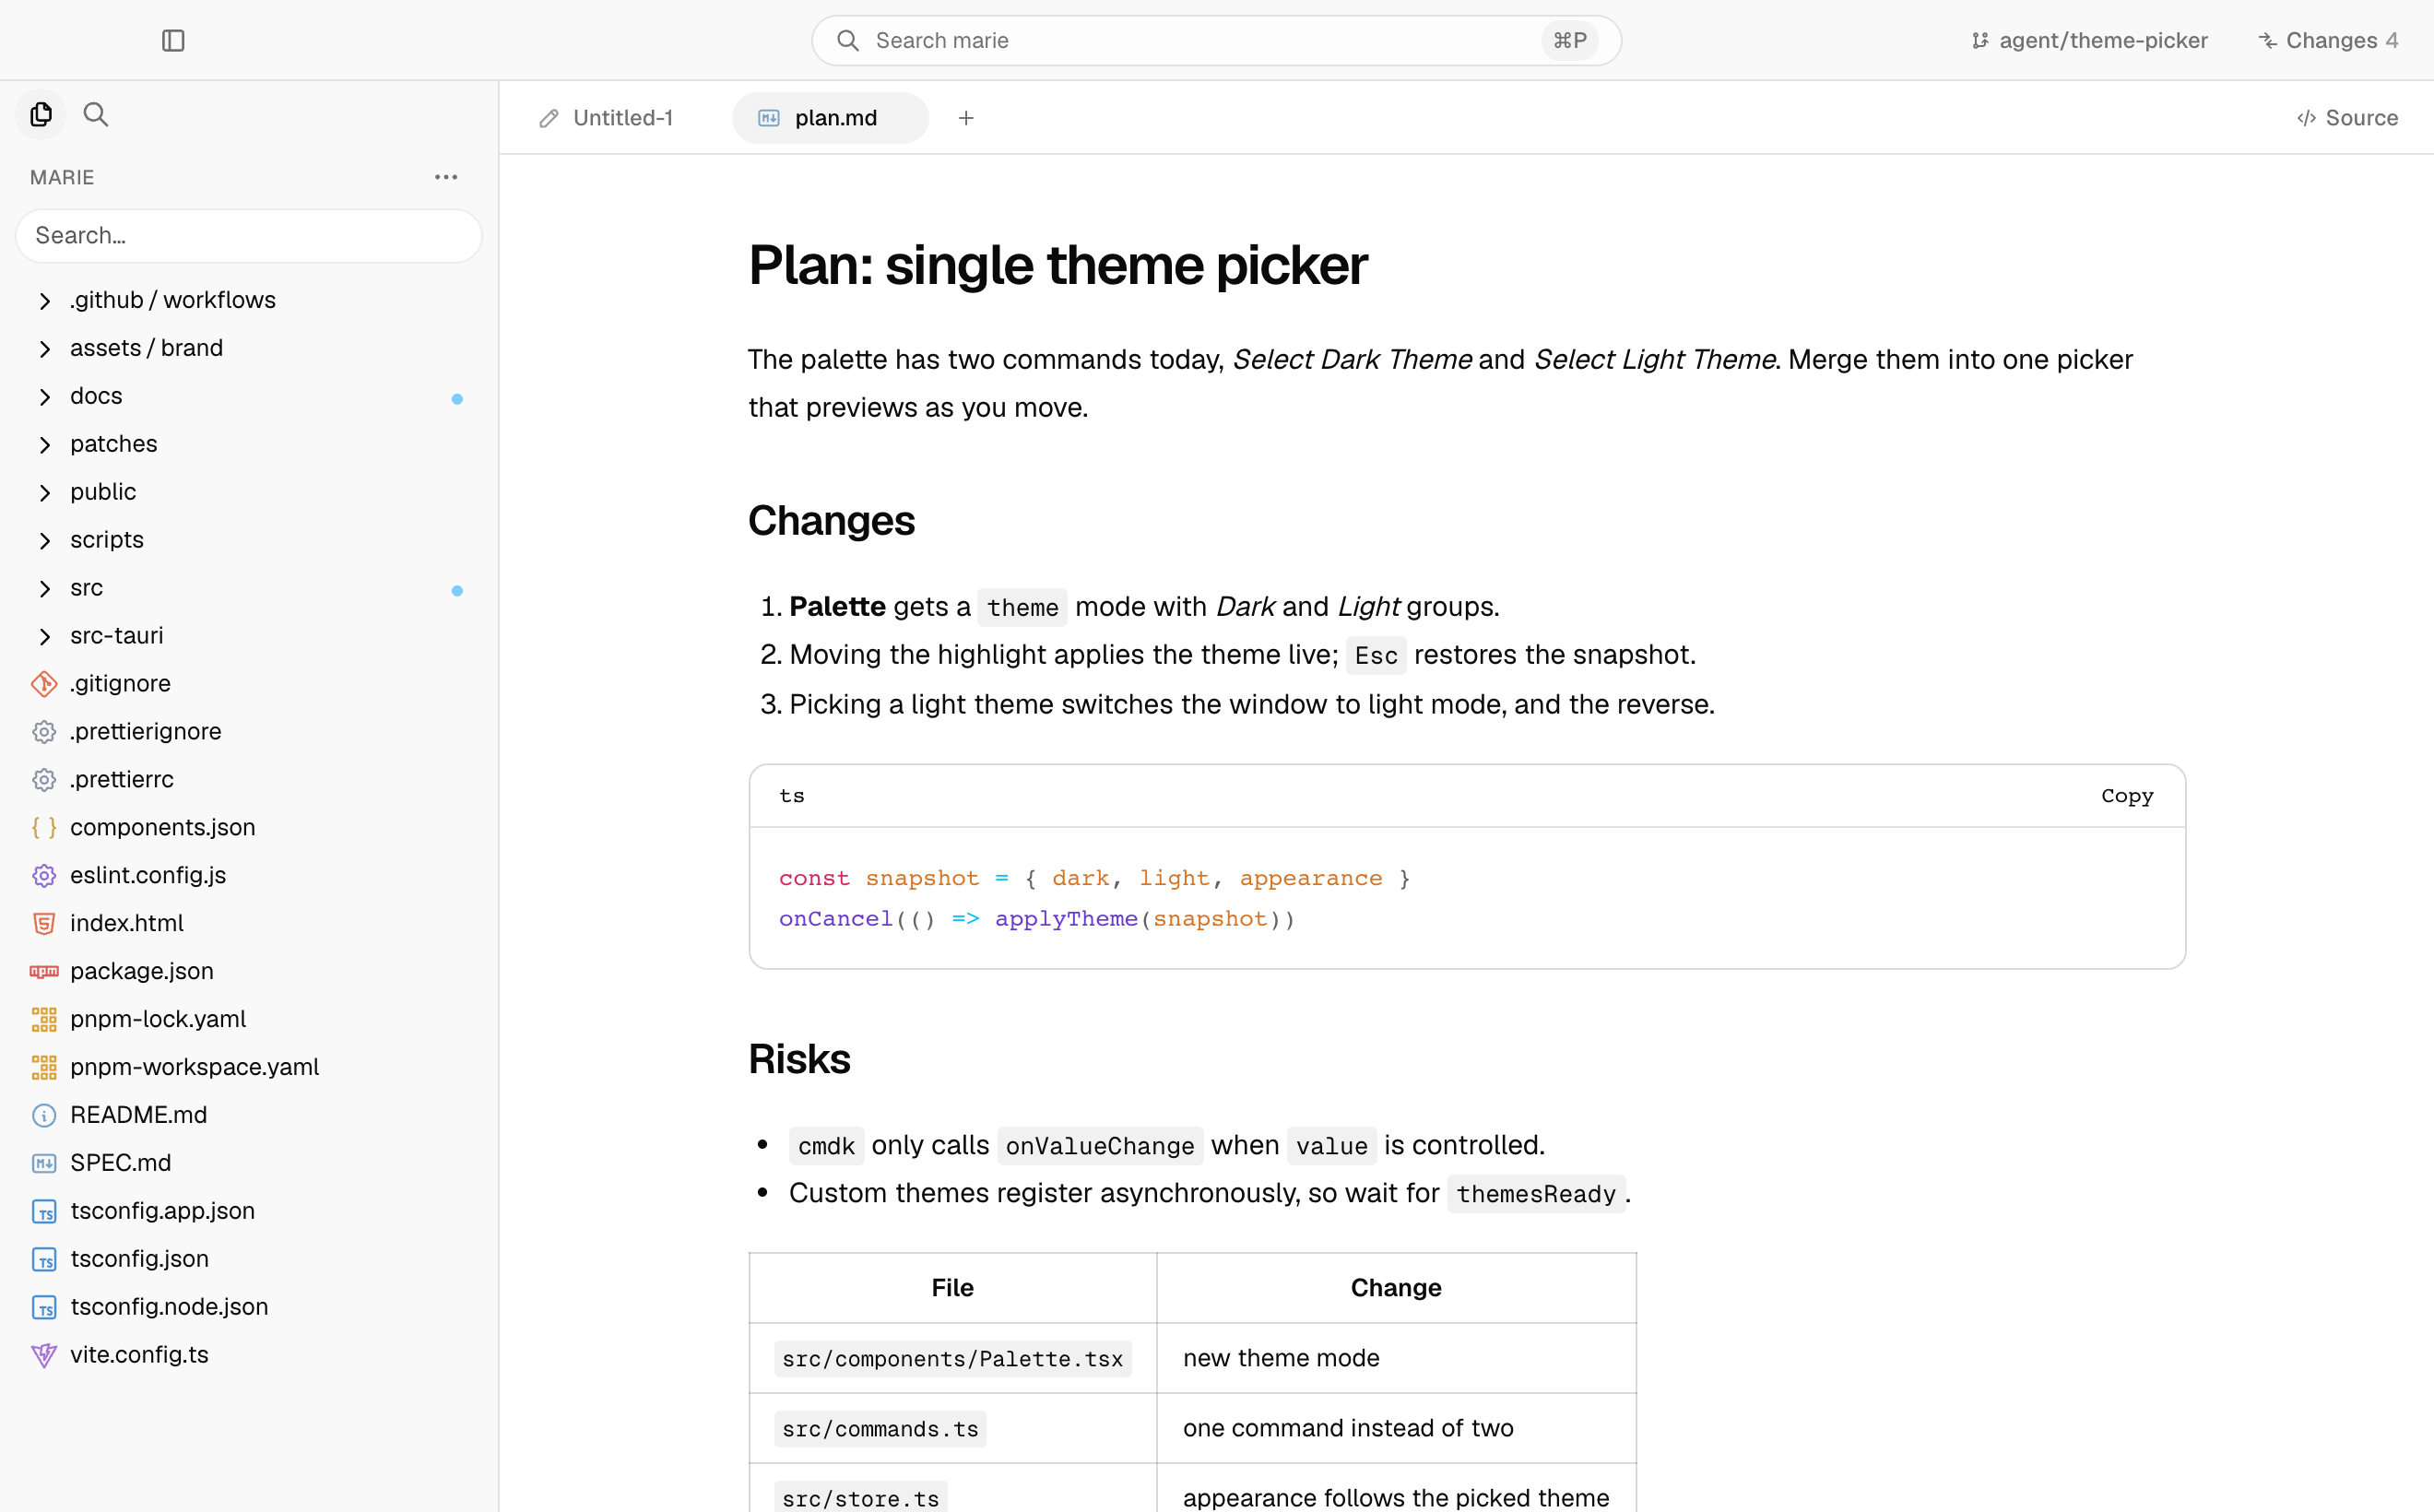 Search marie
⌘P
agent/theme-picker
Changes 4
Untitled-1
plan.md
Source
MARIE
Search...
.github / workflows
assets / brand
docs
patches
public
scripts
src
src-tauri
.gitignore
.prettierignore
.prettierrc
components.json
eslint.config.js
index.html
package.json
pnpm-lock.yaml
pnpm-workspace.yaml
README.md
SPEC.md
tsconfig.app.json
tsconfig.json
tsconfig.node.json
vite.config.ts
Plan: single theme picker
The palette has two commands today, Select Dark Theme and Select Light Theme. Merge them into one picker
that previews as you move.
Changes
1. Palette gets a theme mode with Dark and Light groups.
2. Moving the highlight applies the theme live; Esc restores the snapshot.
3. Picking a light theme switches the window to light mode, and the reverse.
ts
Copy
const snapshot = { dark, light, appearance }
onCancel(() => applyTheme(snapshot))
Risks
• cmdk only calls onValueChange when value is controlled.
• Custom themes register asynchronously, so wait for themesReady.
File Change
src/components/Palette.tsx new theme mode
src/commands.ts one command instead of two
src/store.ts appearance follows the picked theme